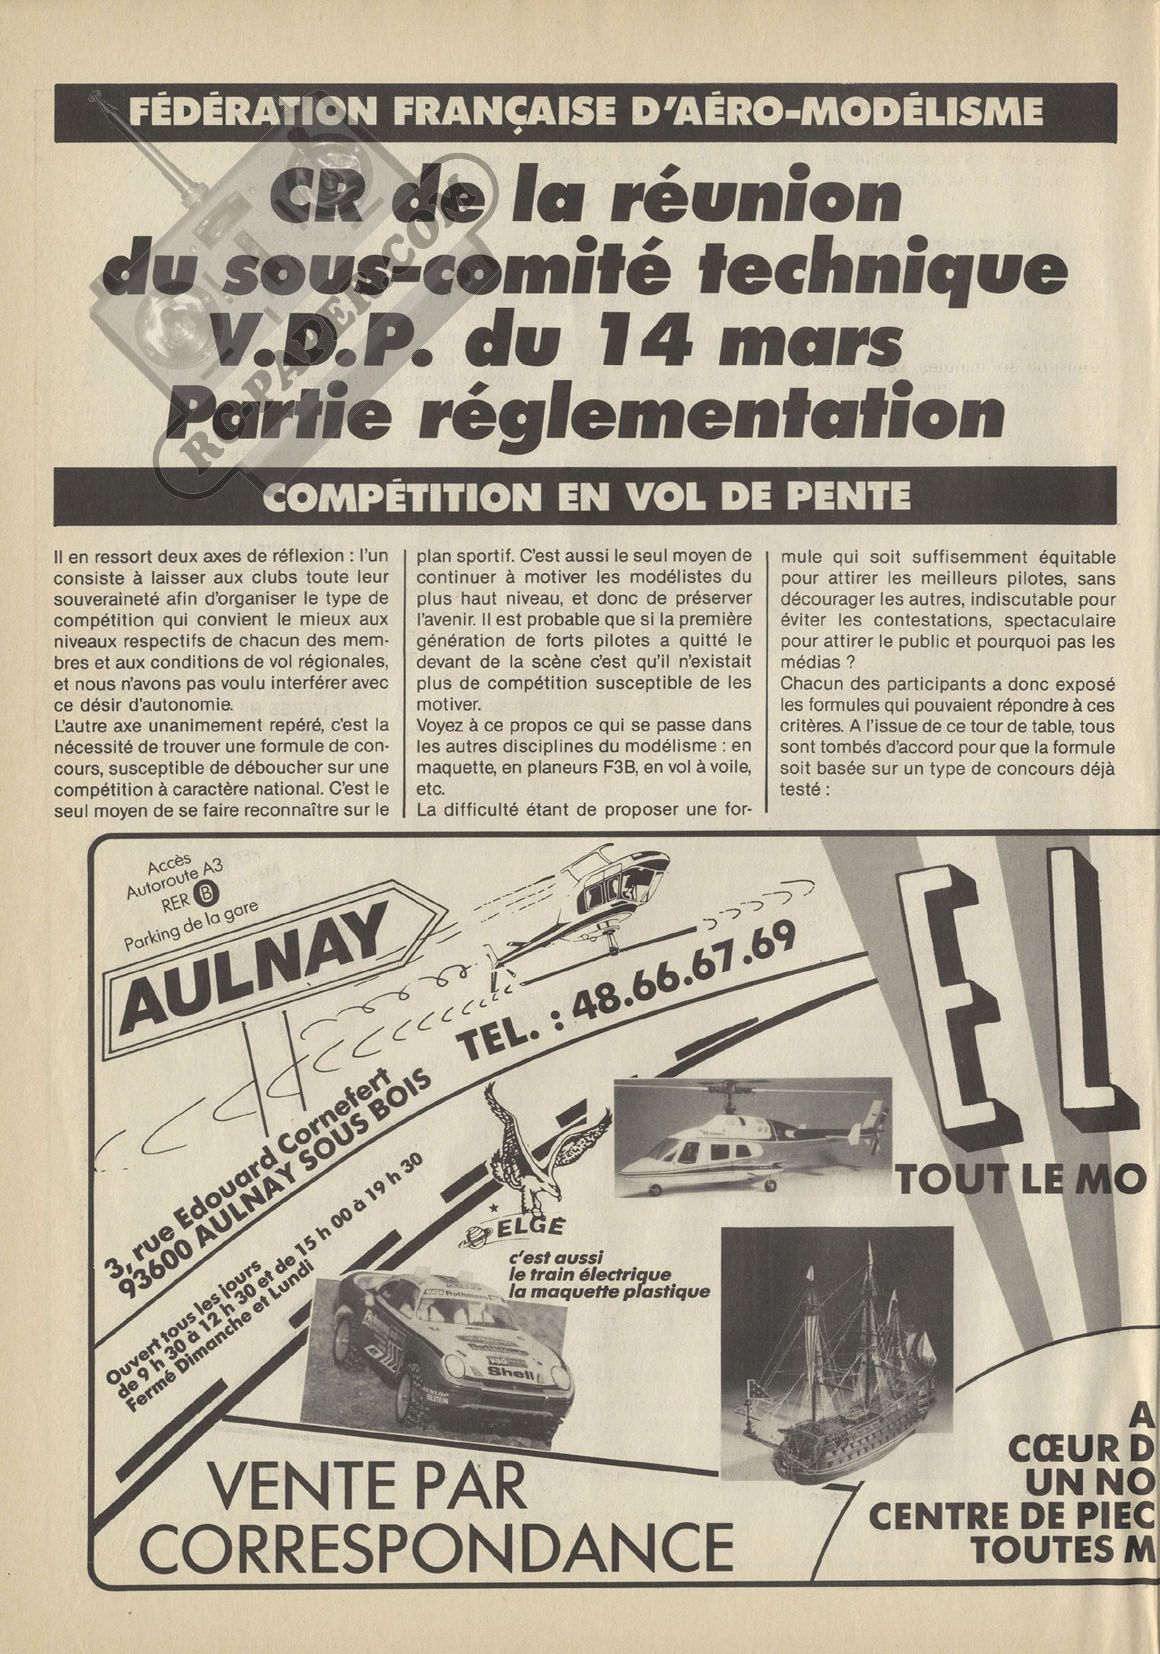 FÉDÉRATION FRANÇAISE D'AÉRO-MODÉLISME
CR de la réunion
du sous-comité technique
V.D.P. du 14 mars
Partie réglementation
RC-PAPER.COM
COMPÉTITION EN VOL DE PENTE
Il en ressort deux axes de réflexion : l'un
consiste à laisser aux clubs toute leur
souveraineté afin d'organiser le type de
compétition qui convient le mieux aux
niveaux respectifs de chacun des mem-
bres et aux conditions de vol régionales,
et nous n'avons pas voulu interférer avec
ce désir d'autonomie.
L'autre axe unanimement repéré, c'est la
nécessité de trouver une formule de con-
cours, susceptible de déboucher sur une
compétition à caractère national. C'est le
seul moyen de se faire reconnaître sur le
plan sportif. C'est aussi le seul moyen de
continuer à motiver les modélistes du
plus haut niveau, et donc de préserver
l'avenir. Il est probable que si la première
génération de forts pilotes a quitté le
devant de la scène c'est qu'il n'existait
plus de compétition susceptible de les
motiver.
Voyez à ce propos ce qui se passe dans
les autres disciplines du modélisme : en
maquette, en planeurs F3B, en vol à voile,
etc.
La difficulté étant de proposer une for-
mule qui soit suffisemment équitable
pour attirer les meilleurs pilotes, sans
décourager les autres, indiscutable pour
éviter les contestations, spectaculaire
pour attirer le public et pourquoi pas les
médias ?
Chacun des participants a donc exposé
les formules qui pouvaient répondre à ces
critères. A l'issue de ce tour de table, tous
sont tombés d'accord pour que la formule
soit basée sur un type de concours déjà
testé :
Accès
Autoroute A3
RER B
Parking de la gare
AULNAY
TEL. : 48.66.67.69
3, rue Edouard Cornefert
93600 AULNAY SOUS BOIS
Ouvert tous les jours
de 9 h 30 à 12 h 30 et de 15 h 00 à 19 h 30
Fermé Dimanche et Lundi
ELGÉ
c'est aussi
le train électrique
la maquette plastique
Rothmans
Shell
DUNLOP
EL
TOUT LE MO
A
CŒUR D
UN NO
CENTRE DE PIEC
TOUTES M
VENTE PAR
CORRESPONDANCE